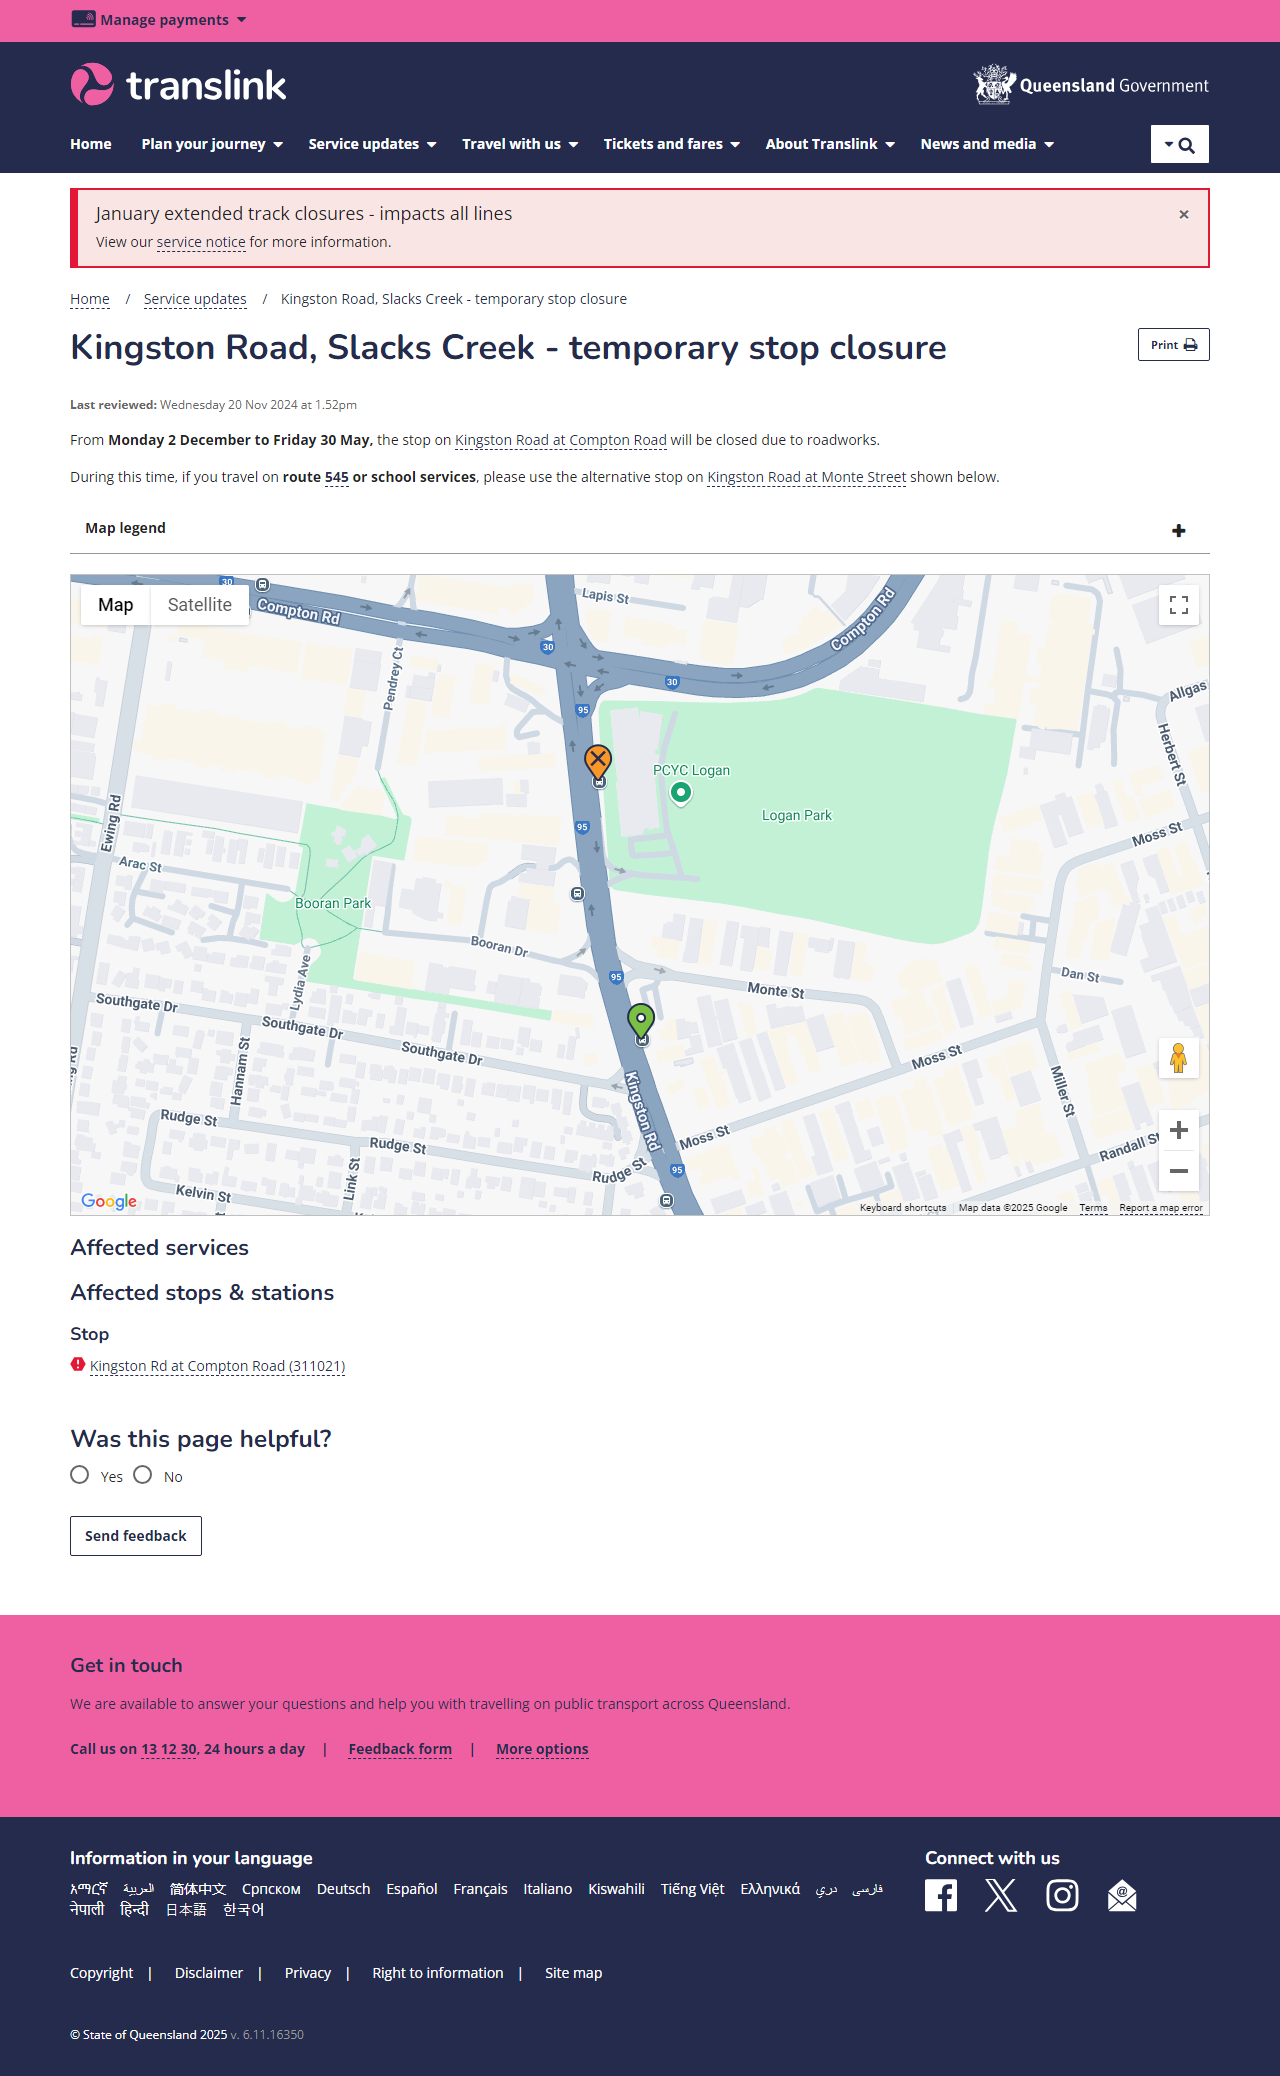 Manage payments
translink
Queensland Government
Home Plan your journey Service updates Travel with us Tickets and fares About Translink News and media
January extended track closures - impacts all lines
×
View our service notice for more information.
Home / Service updates / Kingston Road, Slacks Creek - temporary stop closure
Kingston Road, Slacks Creek - temporary stop closure
Print
Last reviewed: Wednesday 20 Nov 2024 at 1.52pm
From Monday 2 December to Friday 30 May, the stop on Kingston Road at Compton Road will be closed due to roadworks.
During this time, if you travel on route 545 or school services, please use the alternative stop on Kingston Road at Monte Street shown below.
Map legend
Map Satellite
30
Compton Rd
Lapis St
Compton Rd
30
Pendrey Ct
30
Allgas
95
Herbert St
PCYC Logan
Ewing Rd
Logan Park
95
Moss St
Arac St
Booran Park
Booran Dr
Lydia Ave
95
Dan St
Monte St
Southgate Dr
Southgate Dr
Southgate Dr
Hannam St
Moss St
Kingston Rd
Miller St
Rudge St
Rudge St
Moss St
Randall St
Link St
Rudge St
95
Kelvin St
Google
Keyboard shortcuts Map data ©2025 Google Terms Report a map error
Affected services
Affected stops & stations
Stop
Kingston Rd at Compton Road (311021)
Was this page helpful?
Yes No
Send feedback
Get in touch
We are available to answer your questions and help you with travelling on public transport across Queensland.
Call us on 13 12 30, 24 hours a day | Feedback form | More options
Information in your language
Connect with us
አማርኛ العربية 简体中文 Српском Deutsch Español Français Italiano Kiswahili Tiếng Việt Ελληνικά دري فارسی
नेपाली हिन्दी 日本語 한국어
Copyright | Disclaimer | Privacy | Right to information | Site map
© State of Queensland 2025 v. 6.11.16350